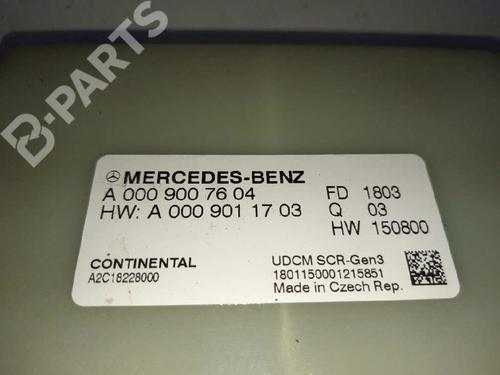 B-PARTS
MERCEDES-BENZ
A 000 900 76 04 FD 1803
HW: A 000 901 17 03 Q 03
HW 150800
CONTINENTAL UDCM SCR-Gen3
A2C18228000 1801150001215851
Made in Czech Rep.